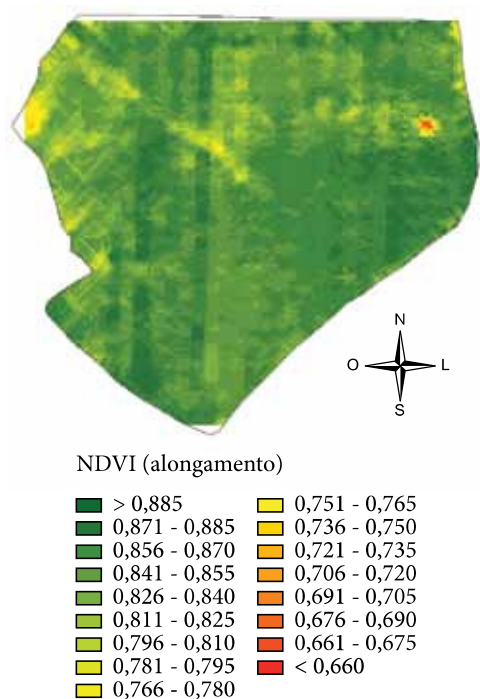 N
O L
S
NDVI (alongamento)
> 0,885
0,871 - 0,885
0,856 - 0,870
0,841 - 0,855
0,826 - 0,840
0,811 - 0,825
0,796 - 0,810
0,781 - 0,795
0,766 - 0,780
0,751 - 0,765
0,736 - 0,750
0,721 - 0,735
0,706 - 0,720
0,691 - 0,705
0,676 - 0,690
0,661 - 0,675
< 0,660